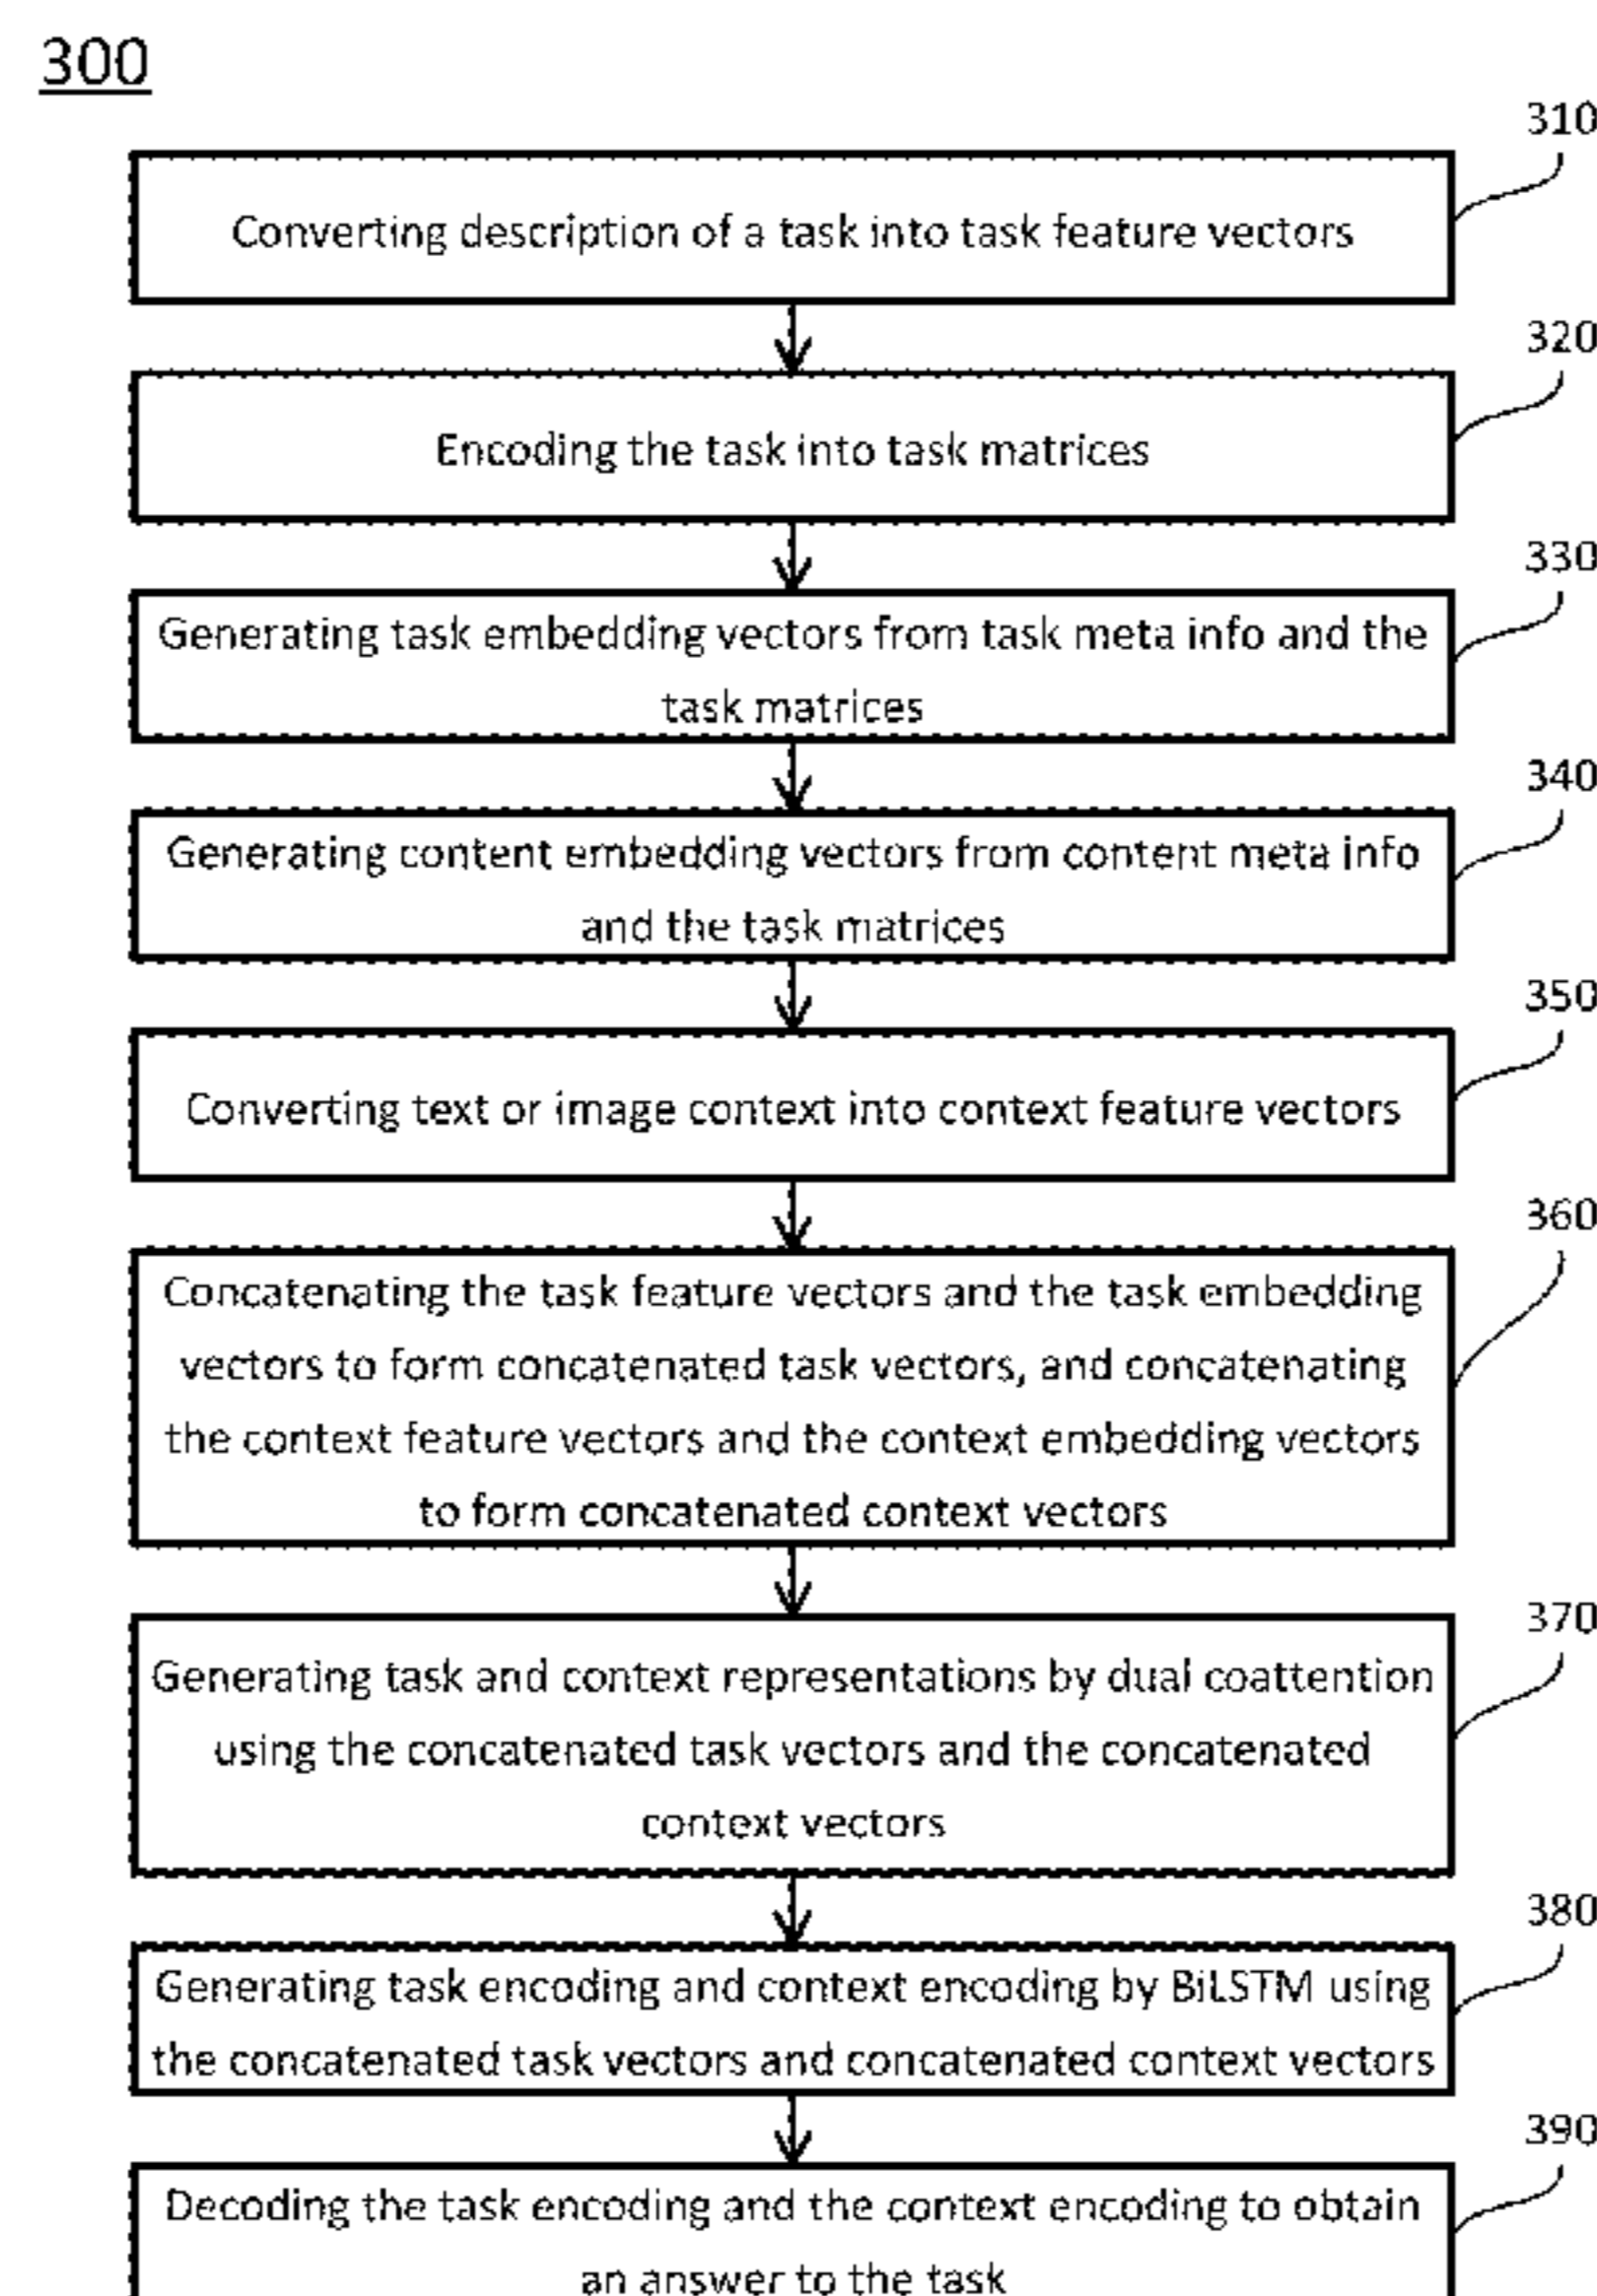 300
310
Converting description of a task into task feature vectors
320
Encoding the task into task matrices
330
Generating task embedding vectors from task meta info and the
task matrices
340
Generating content embedding vectors from content meta info
and the task matrices
350
Converting text or image context into context feature vectors
360
Concatenating the task feature vectors and the task embedding
vectors to form concatenated task vectors, and concatenating
the context feature vectors and the context embedding vectors
to form concatenated context vectors
370
Generating task and context representations by dual coattention
using the concatenated task vectors and the concatenated
context vectors
380
Generating task encoding and context encoding by BiLSTM using
the concatenated task vectors and concatenated context vectors
390
Decoding the task encoding and the context encoding to obtain
an answer to the task